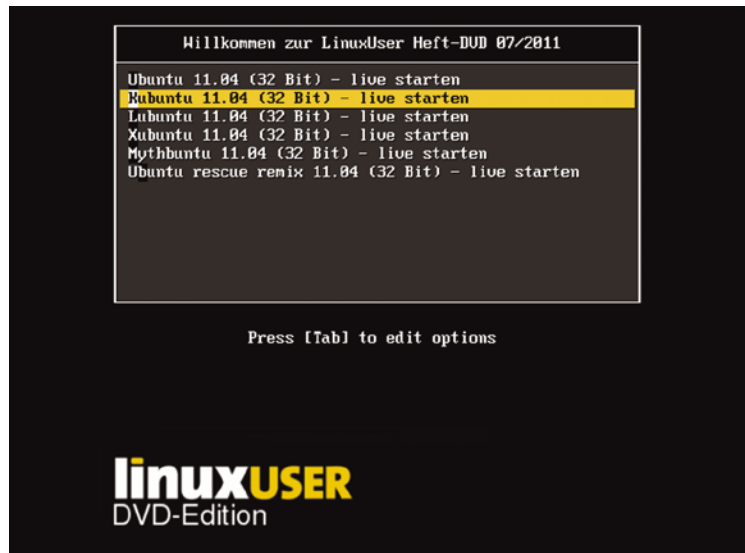 Willkommen zur LinuxUser Heft-DVD 07/2011
Ubuntu 11.04 (32 Bit) – live starten
Kubuntu 11.04 (32 Bit) – live starten
Lubuntu 11.04 (32 Bit) – live starten
Xubuntu 11.04 (32 Bit) – live starten
Mythbuntu 11.04 (32 Bit) – live starten
Ubuntu rescue remix 11.04 (32 Bit) – live starten
Press [Tab] to edit options
linuxUSER
DVD-Edition